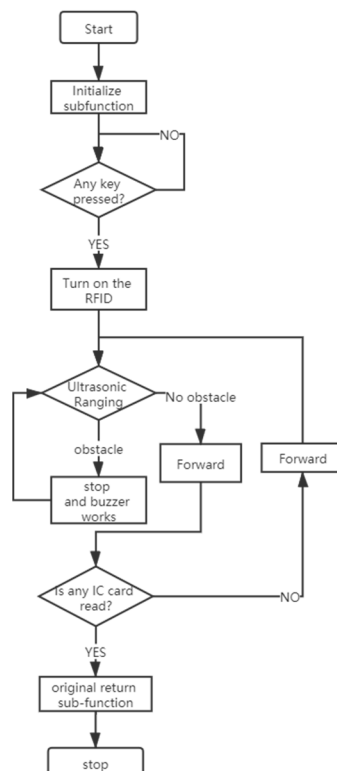 Start
Initialize
subfunction
NO
Any key
pressed?
YES
Turn on the
RFID
Ultrasonic
Ranging
No obstacle
obstacle
Forward
Forward
stop
and buzzer
works
Is any IC card
read?
NO
YES
original return
sub-function
stop